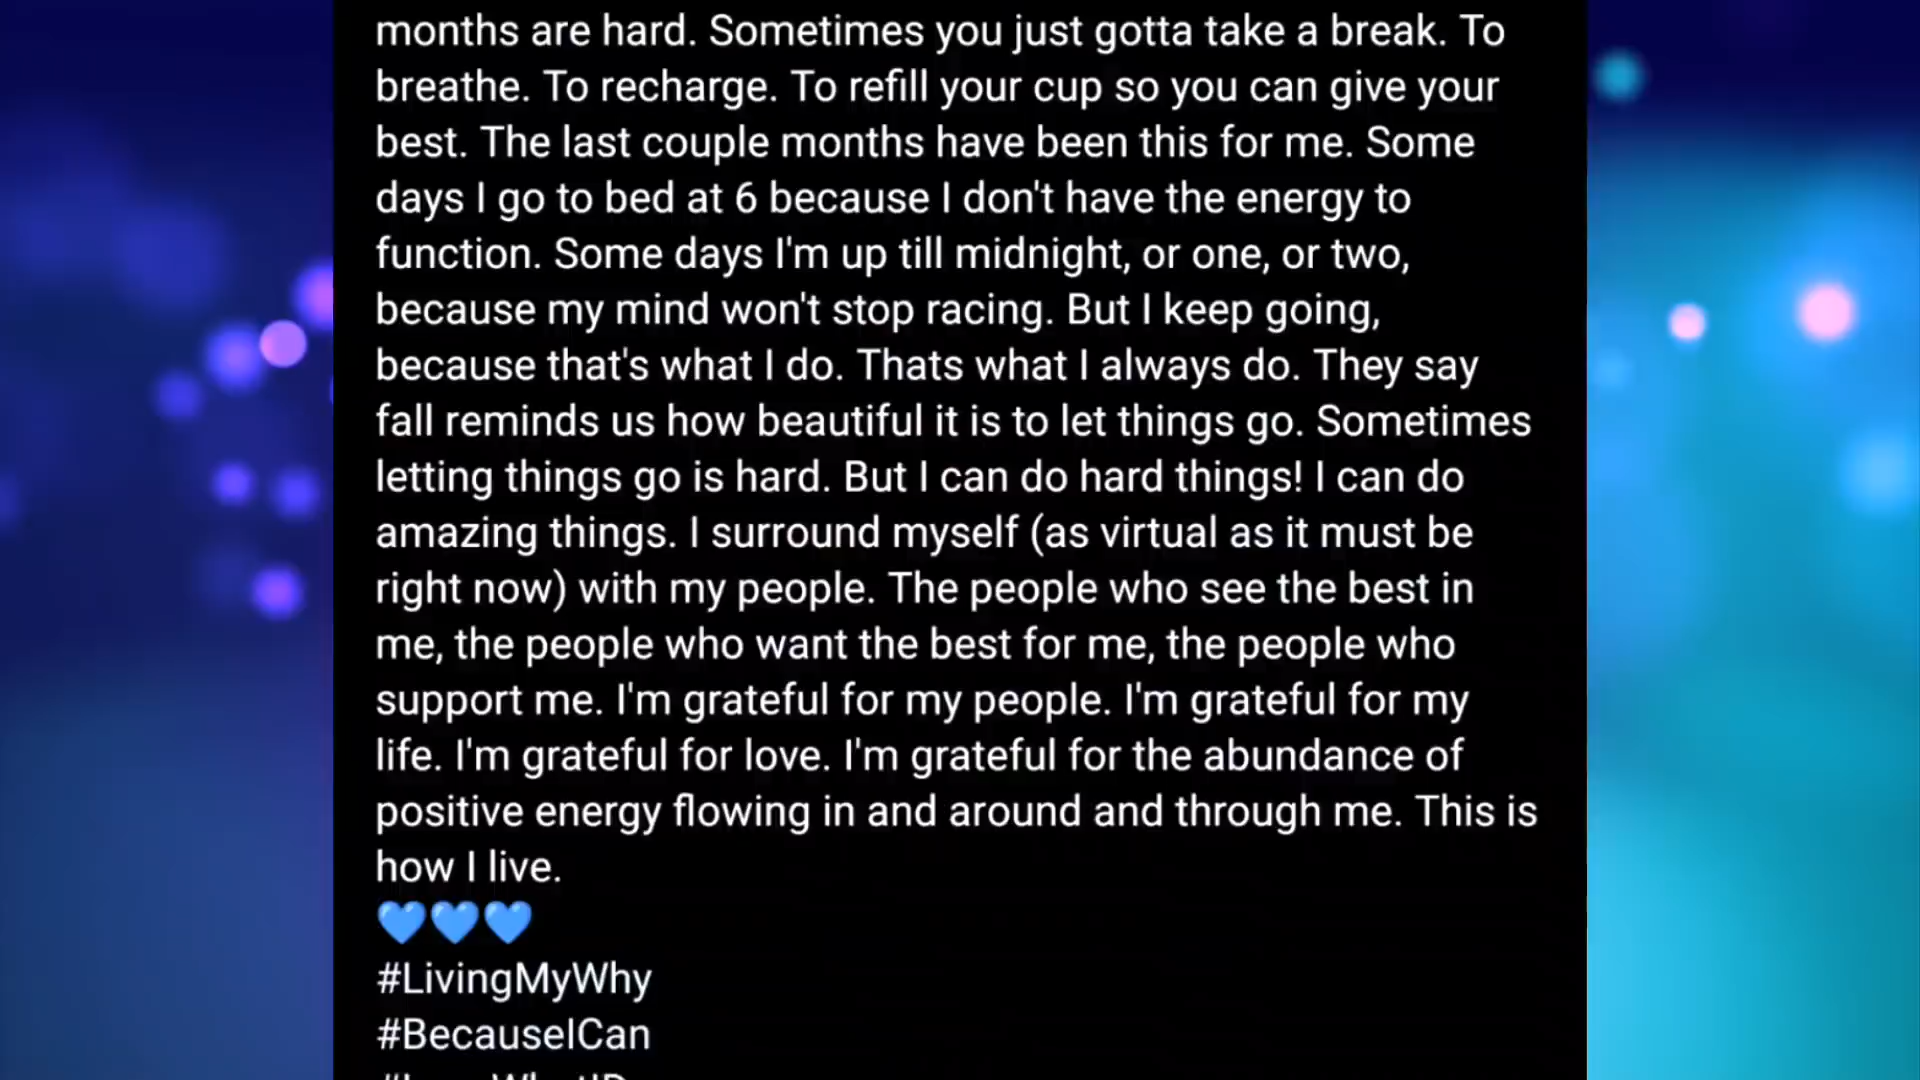 months are hard. Sometimes you just gotta take a break. To
breathe. To recharge. To refill your cup so you can give your
best. The last couple months have been this for me. Some
days I go to bed at 6 because I don't have the energy to
function. Some days I'm up till midnight, or one, or two,
because my mind won't stop racing. But I keep going,
because that's what I do. Thats what I always do. They say
fall reminds us how beautiful it is to let things go. Sometimes
letting things go is hard. But I can do hard things! I can do
amazing things. I surround myself (as virtual as it must be
right now) with my people. The people who see the best in
me, the people who want the best for me, the people who
support me. I'm grateful for my people. I'm grateful for my
life. I'm grateful for love. I'm grateful for the abundance of
positive energy flowing in and around and through me. This is
how I live.
💙💙💙
#LivingMyWhy
#BecauseICan